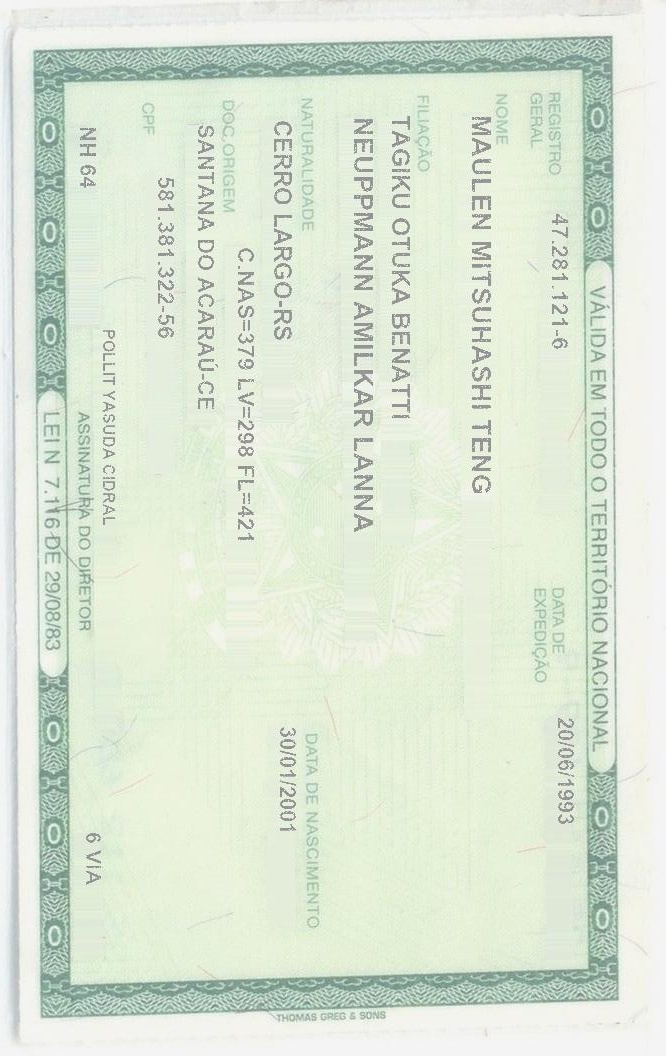 VÁLIDA EM TODO O TERRITÓRIO NACIONAL
REGISTRO GERAL 47.281.121-6 DATA DE EXPEDIÇÃO 20/06/1993
NOME
MAULEN MITSUHASHI TENG
FILIAÇÃO
TAGIKU OTUKA BENATTI
NEUPPMANN AMILKAR LANNA
NATURALIDADE DATA DE NASCIMENTO
CERRO LARGO-RS 30/01/2001
DOC.ORIGEM C.NAS=379 LV=298 FL=421
SANTANA DO ACARAÚ-CE
CPF 581.381.322-56
POLLIT YASUDA CIDRAL
NH 64 ASSINATURA DO DIRETOR 6 VIA
LEI N 7.116 DE 29/08/83
THOMAS GREG & SONS